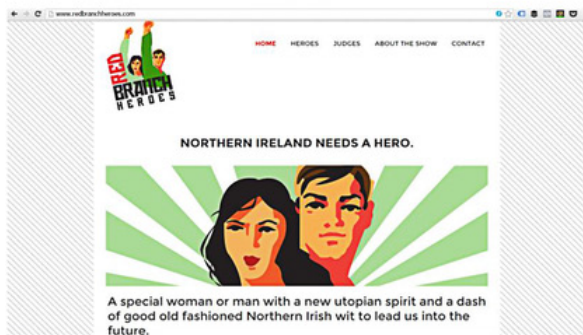 www.redbranchheroes.com
RED
BRANCH
HEROES
HOME HEROES JUDGES ABOUT THE SHOW CONTACT
NORTHERN IRELAND NEEDS A HERO.
A special woman or man with a new utopian spirit and a dash
of good old fashioned Northern Irish wit to lead us into the
future.